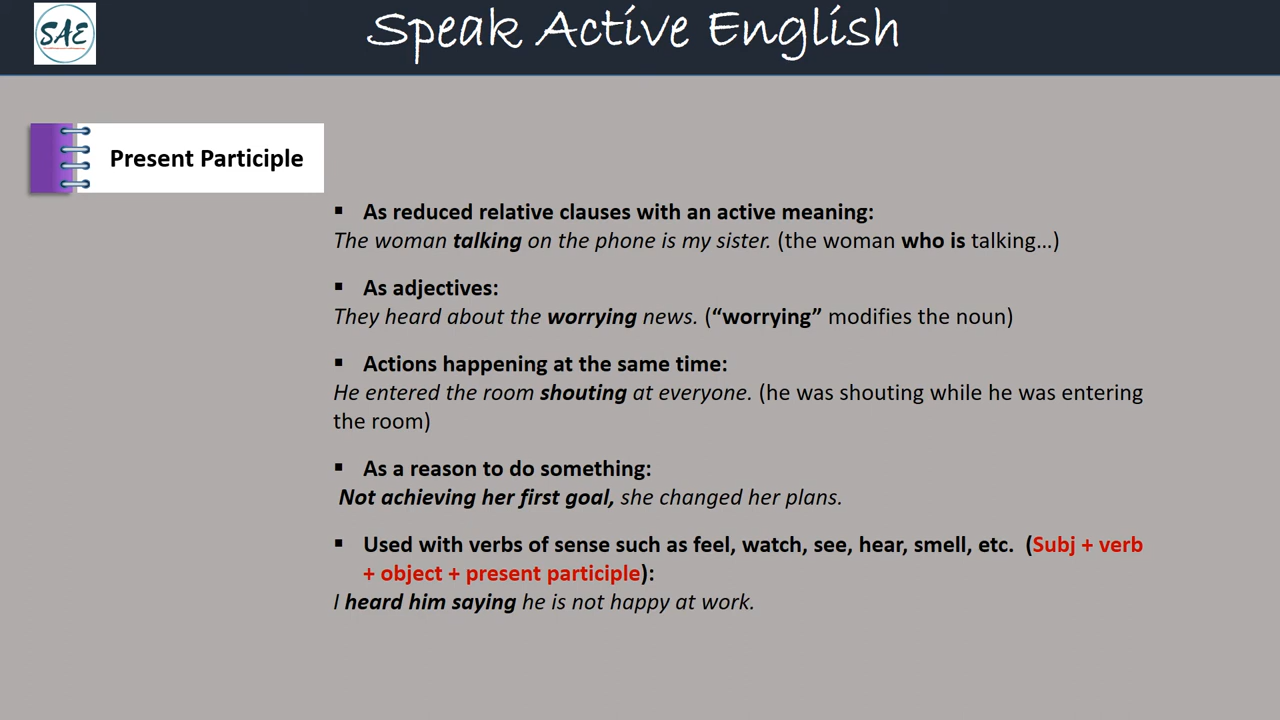 SAE
Speak Active English
Present Participle
▪ As reduced relative clauses with an active meaning:
The woman talking on the phone is my sister. (the woman who is talking…)
▪ As adjectives:
They heard about the worrying news. (“worrying” modifies the noun)
▪ Actions happening at the same time:
He entered the room shouting at everyone. (he was shouting while he was entering
the room)
▪ As a reason to do something:
Not achieving her first goal, she changed her plans.
▪ Used with verbs of sense such as feel, watch, see, hear, smell, etc. (Subj + verb
+ object + present participle):
I heard him saying he is not happy at work.